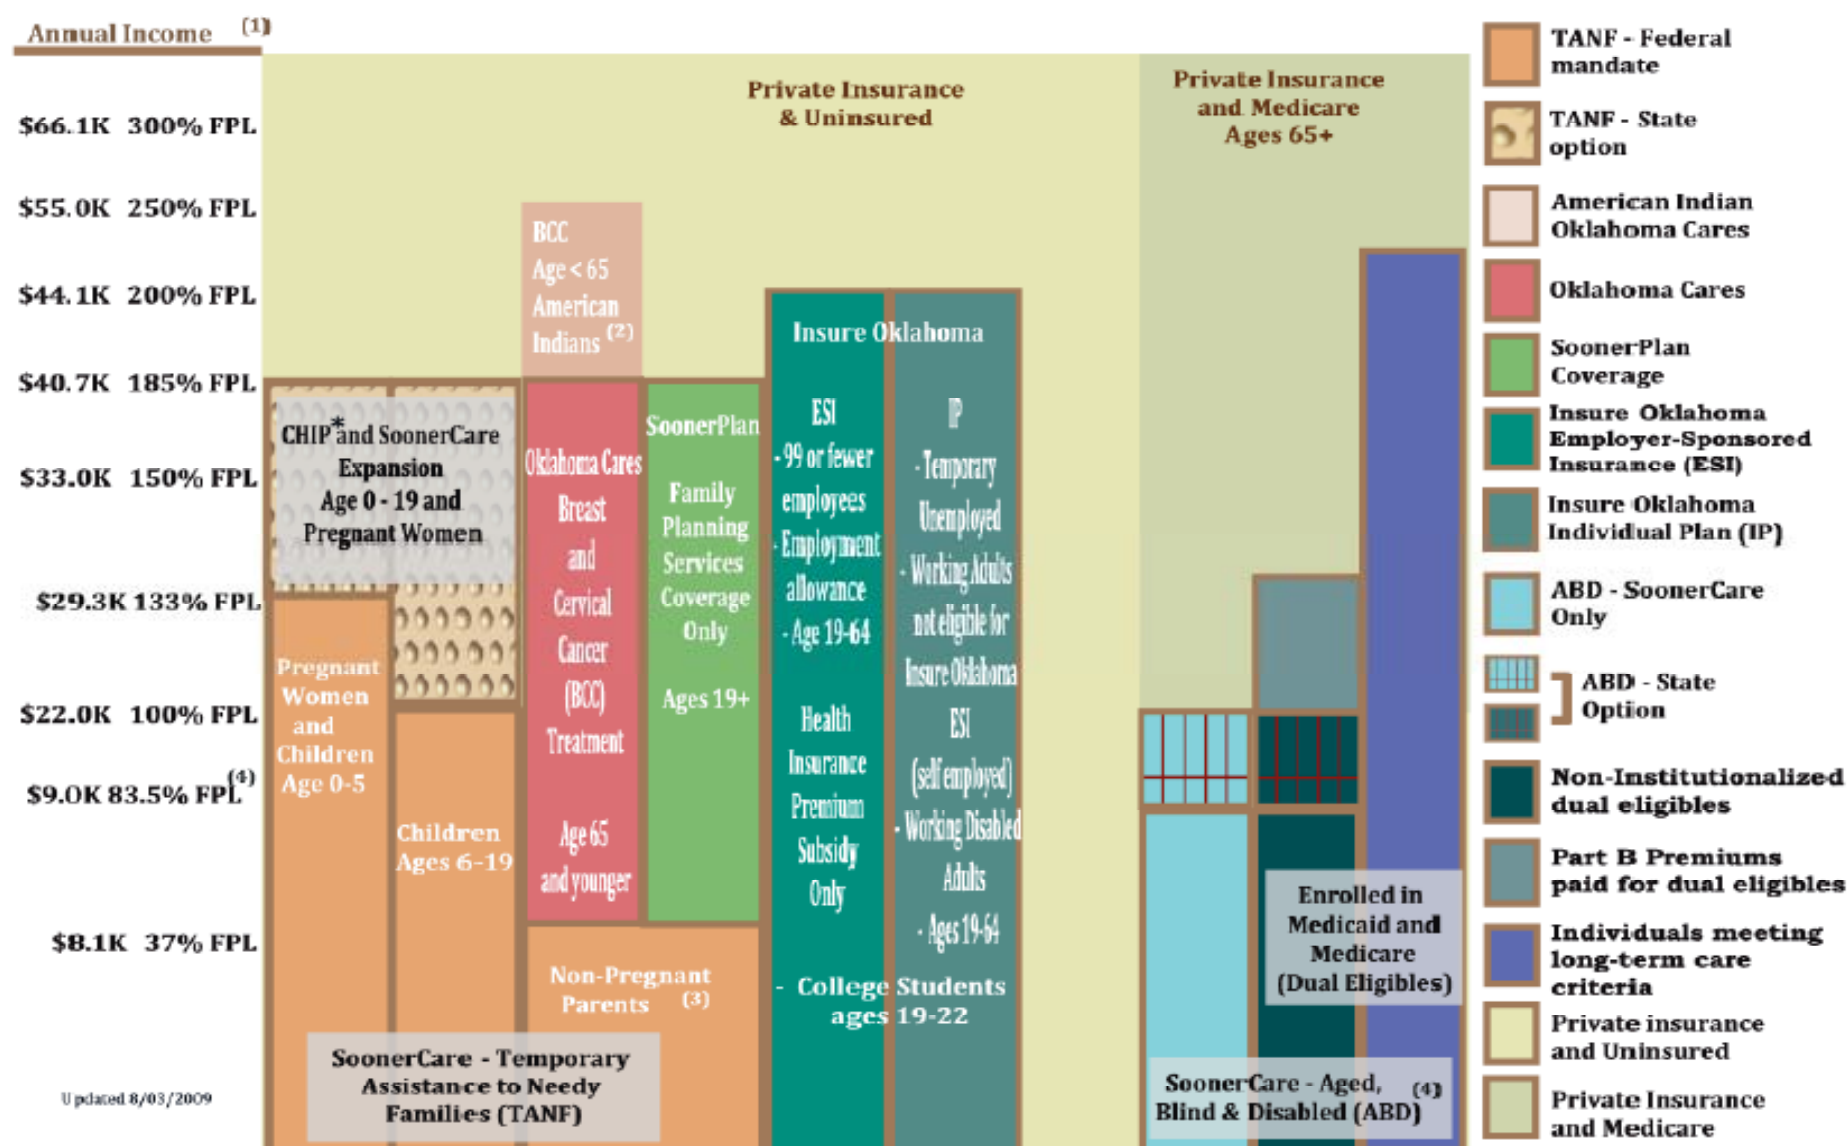 Annual Income (1)
$66.1K 300% FPL
$55.0K 250% FPL
$44.1K 200% FPL
$40.7K 185% FPL
$33.0K 150% FPL
$29.3K 133% FPL
$22.0K 100% FPL
$9.0K 83.5% FPL (4)
$8.1K 37% FPL
Updated 8/03/2009
Private Insurance
& Uninsured
Private Insurance
and Medicare
Ages 65+
CHIP* and SoonerCare
Expansion
Age 0 - 19 and
Pregnant Women
Pregnant
Women
and
Children
Age 0-5
Children
Ages 6-19
BCC
Age < 65
American
Indians (2)
Oklahoma Cares
Breast
and
Cervical
Cancer
(BCC)
Treatment
Age 65
and younger
SoonerPlan
Family
Planning
Services
Coverage
Only
Ages 19+
Non-Pregnant
Parents (3)
SoonerCare - Temporary
Assistance to Needy
Families (TANF)
Insure Oklahoma
ESI
- 99 or fewer
employees
- Employment
allowance
- Age 19-64
Health
Insurance
Premium
Subsidy
Only
IP
- Temporary
Unemployed
- Working Adults
not eligible for
Insure Oklahoma
ESI
(self employed)
- Working Disabled
Adults
- Ages 19-64
- College Students
ages 19-22
Enrolled in
Medicaid and
Medicare
(Dual Eligibles)
SoonerCare - Aged, (4)
Blind & Disabled (ABD)
TANF - Federal
mandate
TANF - State
option
American Indian
Oklahoma Cares
Oklahoma Cares
SoonerPlan
Coverage
Insure Oklahoma
Employer-Sponsored
Insurance (ESI)
Insure Oklahoma
Individual Plan (IP)
ABD - SoonerCare
Only
ABD - State
Option
Non-Institutionalized
dual eligibles
Part B Premiums
paid for dual eligibles
Individuals meeting
long-term care
criteria
Private insurance
and Uninsured
Private Insurance
and Medicare